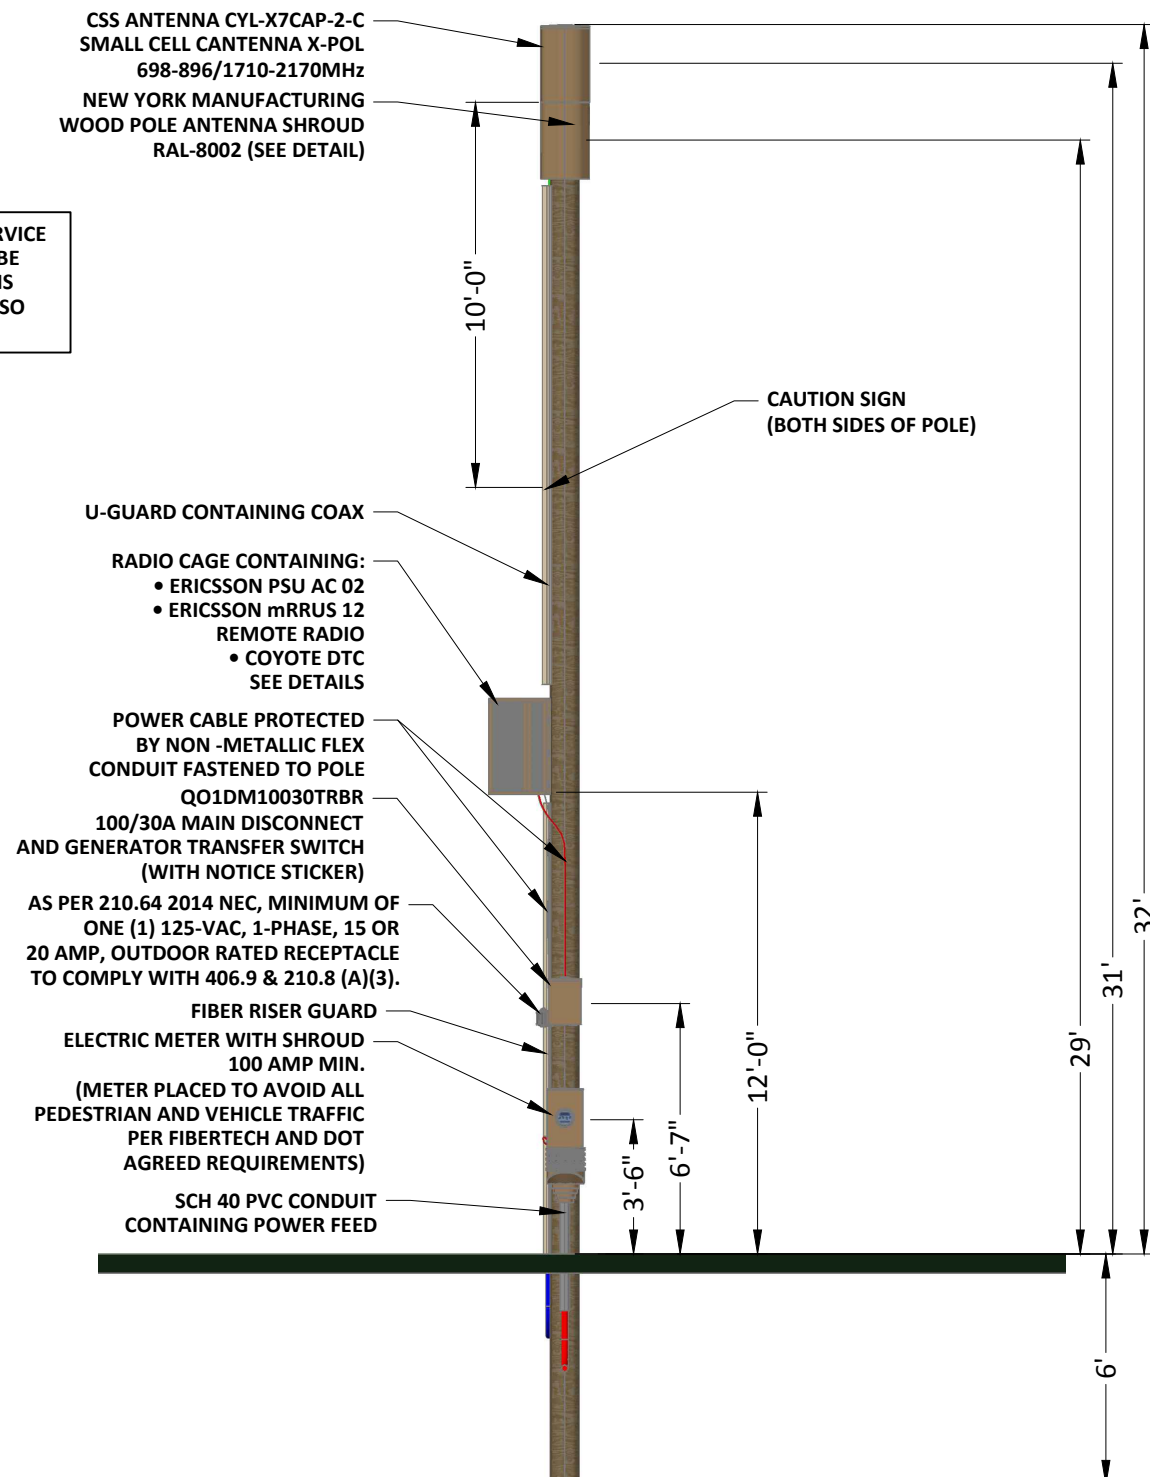 CSS ANTENNA CYL-X7CAP-2-C
SMALL CELL CANTENNA X-POL
698-896/1710-2170MHz
NEW YORK MANUFACTURING
WOOD POLE ANTENNA SHROUD
RAL-8002 (SEE DETAIL)
RVICE
BE
IS
SO
10'-0"
CAUTION SIGN
(BOTH SIDES OF POLE)
U-GUARD CONTAINING COAX
RADIO CAGE CONTAINING:
• ERICSSON PSU AC 02
• ERICSSON mRRUS 12
REMOTE RADIO
• COYOTE DTC
SEE DETAILS
POWER CABLE PROTECTED
BY NON -METALLIC FLEX
CONDUIT FASTENED TO POLE
QO1DM10030TRBR
100/30A MAIN DISCONNECT
AND GENERATOR TRANSFER SWITCH
(WITH NOTICE STICKER)
AS PER 210.64 2014 NEC, MINIMUM OF
ONE (1) 125-VAC, 1-PHASE, 15 OR
20 AMP, OUTDOOR RATED RECEPTACLE
TO COMPLY WITH 406.9 & 210.8 (A)(3).
FIBER RISER GUARD
ELECTRIC METER WITH SHROUD
100 AMP MIN.
(METER PLACED TO AVOID ALL
PEDESTRIAN AND VEHICLE TRAFFIC
PER FIBERTECH AND DOT
AGREED REQUIREMENTS)
SCH 40 PVC CONDUIT
CONTAINING POWER FEED
3'-6"
6'-7"
12'-0"
29'
31'
32'
6'